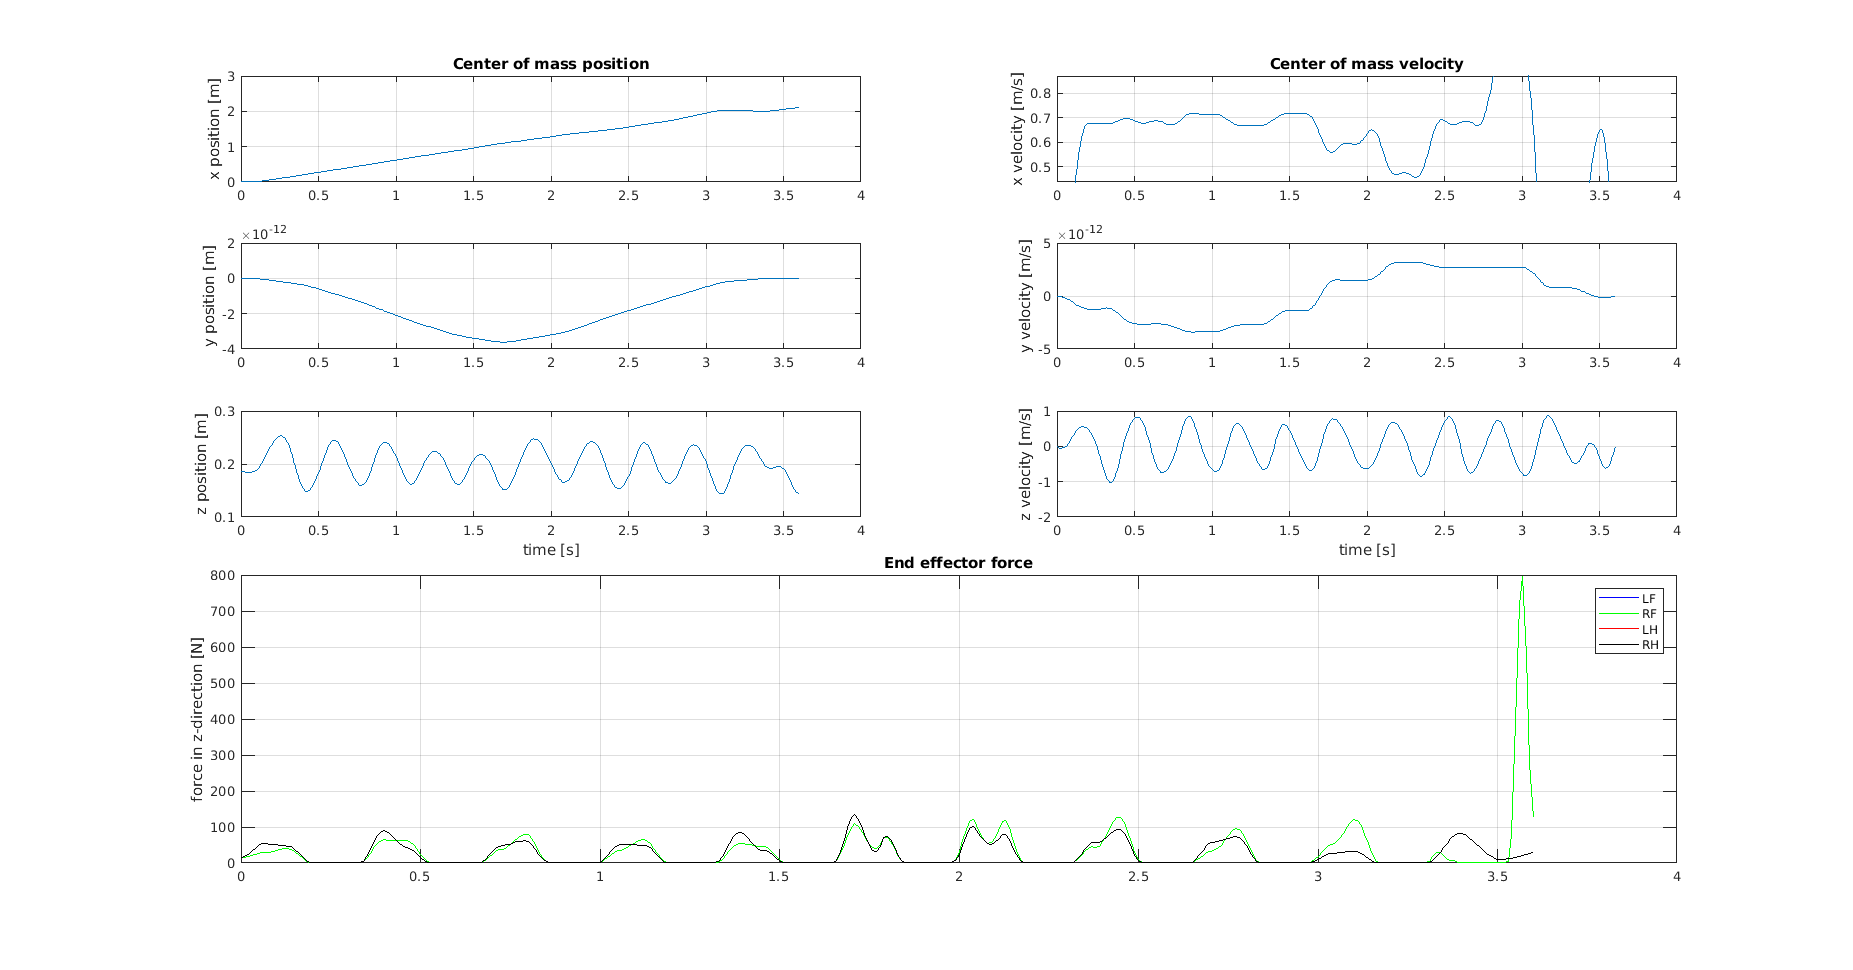 Center of mass position
x position [m]
3
2
1
0
0 0.5 1 1.5 2 2.5 3 3.5 4
Center of mass velocity
x velocity [m/s]
0.8
0.7
0.6
0.5
0 0.5 1 1.5 2 2.5 3 3.5 4
×10-12
y position [m]
2
0
-2
-4
0 0.5 1 1.5 2 2.5 3 3.5 4
×10-12
y velocity [m/s]
5
0
-5
0 0.5 1 1.5 2 2.5 3 3.5 4
z position [m]
0.3
0.2
0.1
0 0.5 1 1.5 2 2.5 3 3.5 4
time [s]
z velocity [m/s]
1
0
-1
-2
0 0.5 1 1.5 2 2.5 3 3.5 4
time [s]
End effector force
force in z-direction [N]
800
700
600
500
400
300
200
100
0
0 0.5 1 1.5 2 2.5 3 3.5 4
LF
RF
LH
RH